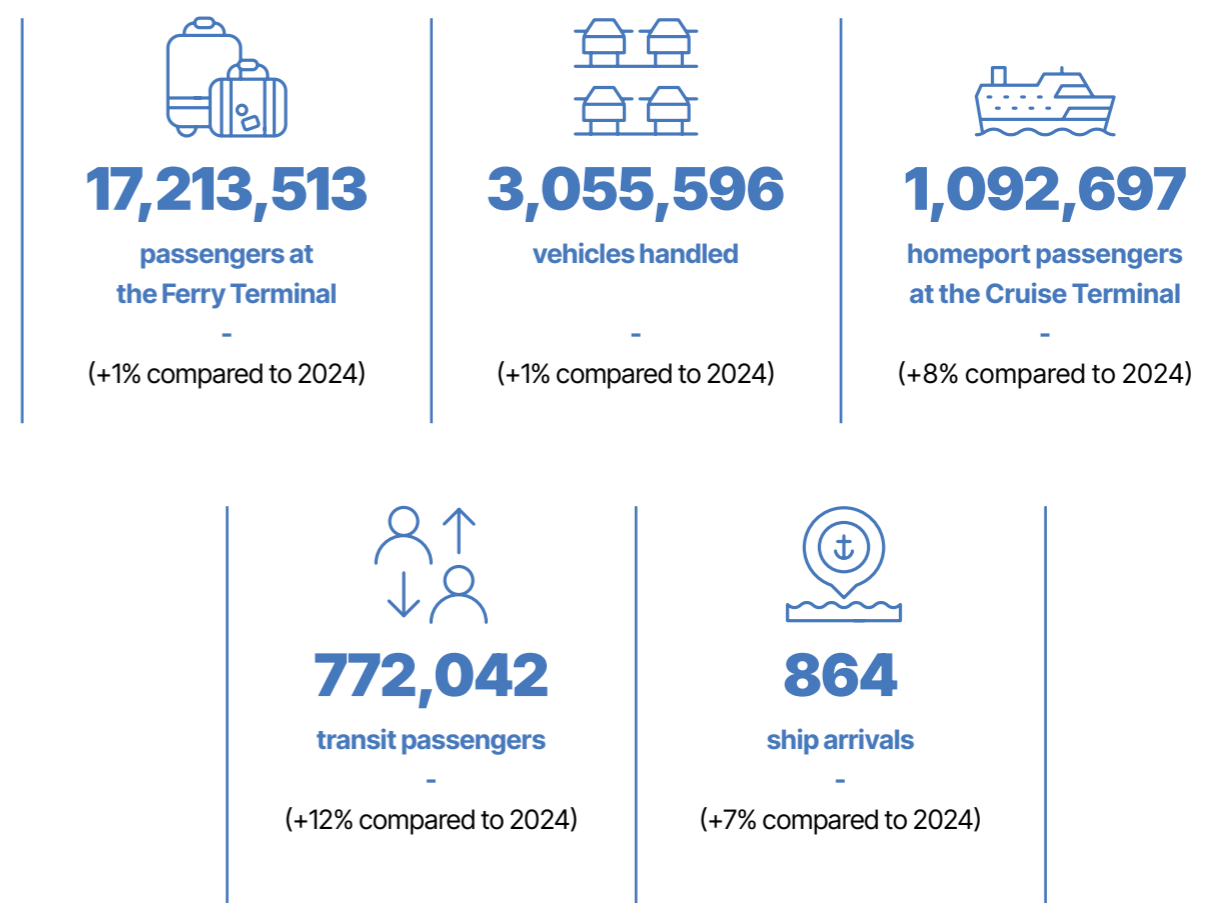 17,213,513
passengers at
the Ferry Terminal
-
(+1% compared to 2024)
3,055,596
vehicles handled
-
(+1% compared to 2024)
1,092,697
homeport passengers
at the Cruise Terminal
-
(+8% compared to 2024)
772,042
transit passengers
-
(+12% compared to 2024)
864
ship arrivals
-
(+7% compared to 2024)